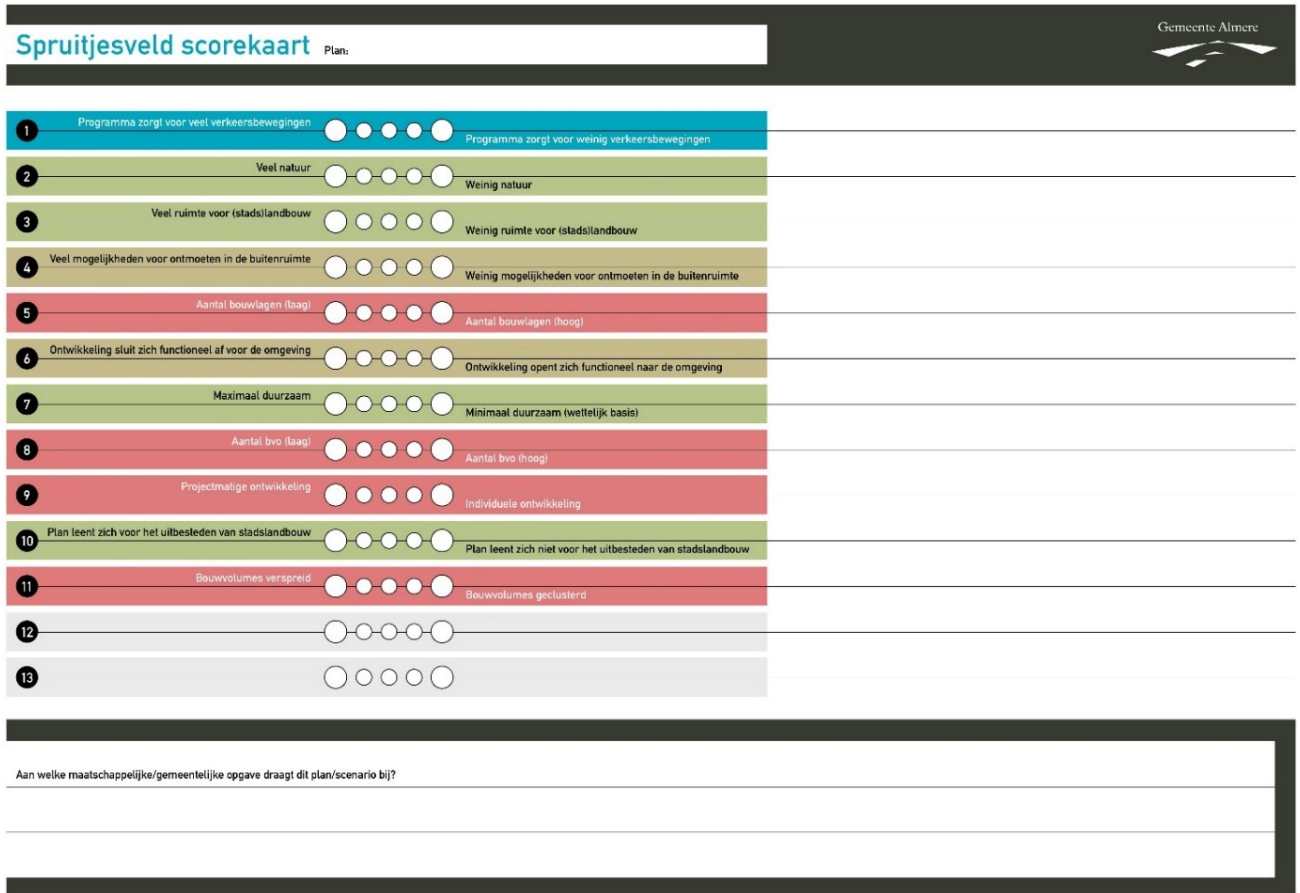 Spruitjesveld scorekaart Plan:
Gemeente Almere
1 Programma zorgt voor veel verkeersbewegingen
Programma zorgt voor weinig verkeersbewegingen
2 Veel natuur
Weinig natuur
3 Veel ruimte voor (stads)landbouw
Weinig ruimte voor (stads)landbouw
4 Veel mogelijkheden voor ontmoeten in de buitenruimte
Weinig mogelijkheden voor ontmoeten in de buitenruimte
5 Aantal bouwlagen (laag)
Aantal bouwlagen (hoog)
6 Ontwikkeling sluit zich functioneel af voor de omgeving
Ontwikkeling opent zich functioneel naar de omgeving
7 Maximaal duurzaam
Minimaal duurzaam (wettelijk basis)
8 Aantal bvo (laag)
Aantal bvo (hoog)
9 Projectmatige ontwikkeling
Individuele ontwikkeling
10 Plan leent zich voor het uitbesteden van stadslandbouw
Plan leent zich niet voor het uitbesteden van stadslandbouw
11 Bouwvolumes verspreid
Bouwvolumes geclusterd
12
13
Aan welke maatschappelijke/gemeentelijke opgave draagt dit plan/scenario bij?